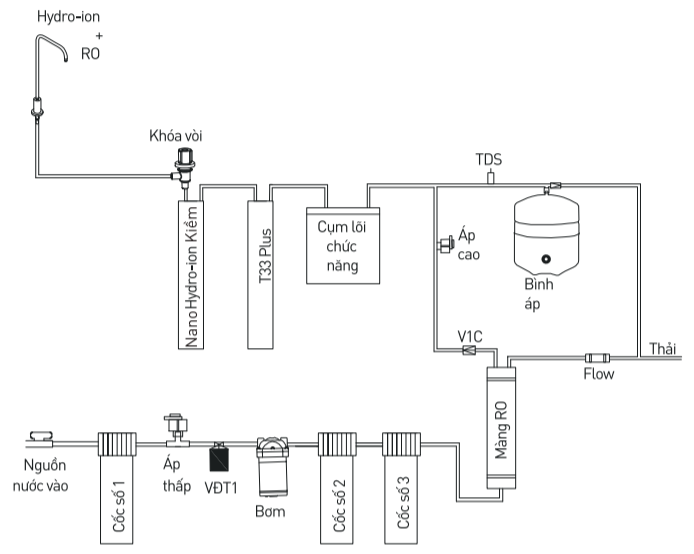 Hydro-ion
+
RO
Khóa vòi
TDS
Nano Hydro-ion Kiềm
T33 Plus
Cụm lõi
chức
năng
Áp
cao
Bình
áp
V1C
Thải
Flow
Màng RO
Nguồn
nước vào
Cốc số 1
Áp
thấp
VĐT1
Bơm
Cốc số 2
Cốc số 3